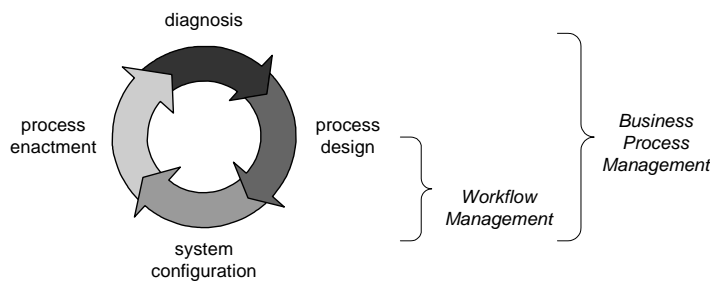 diagnosis
process
enactment
process
design
system
configuration
Workflow
Management
Business
Process
Management